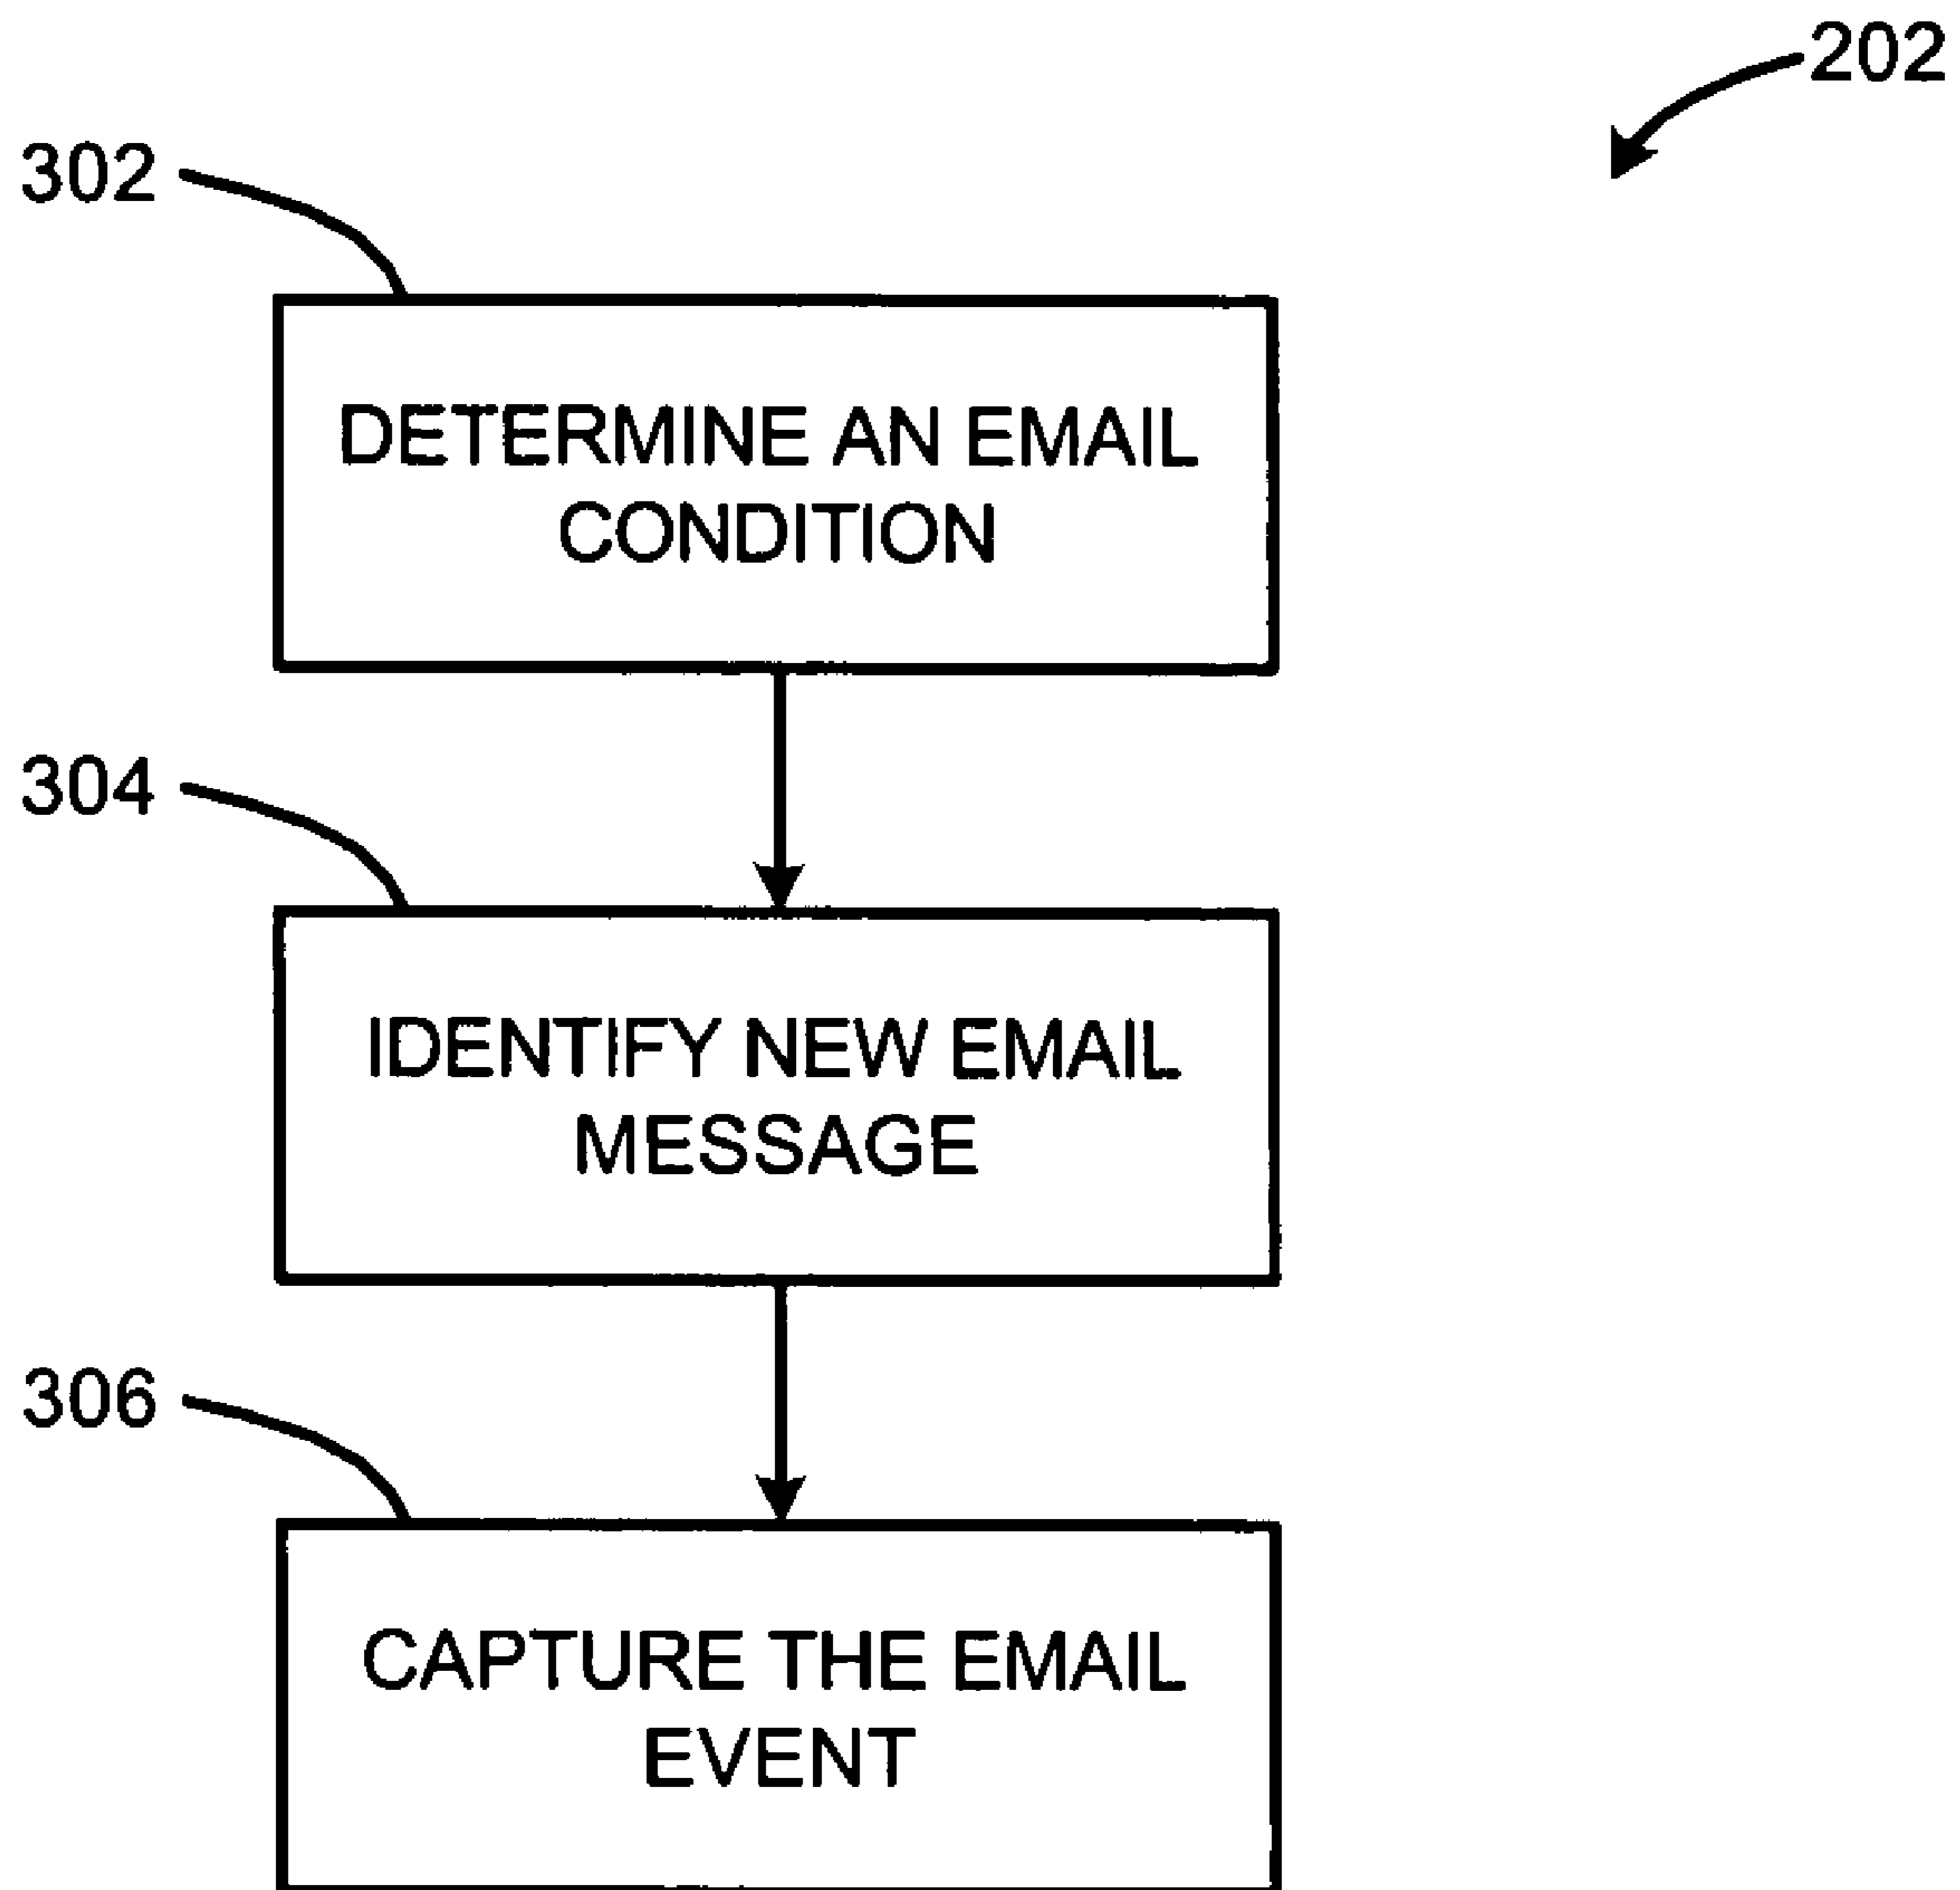 202
302
DETERMINE AN EMAIL
CONDITION
304
IDENTIFY NEW EMAIL
MESSAGE
306
CAPTURE THE EMAIL
EVENT